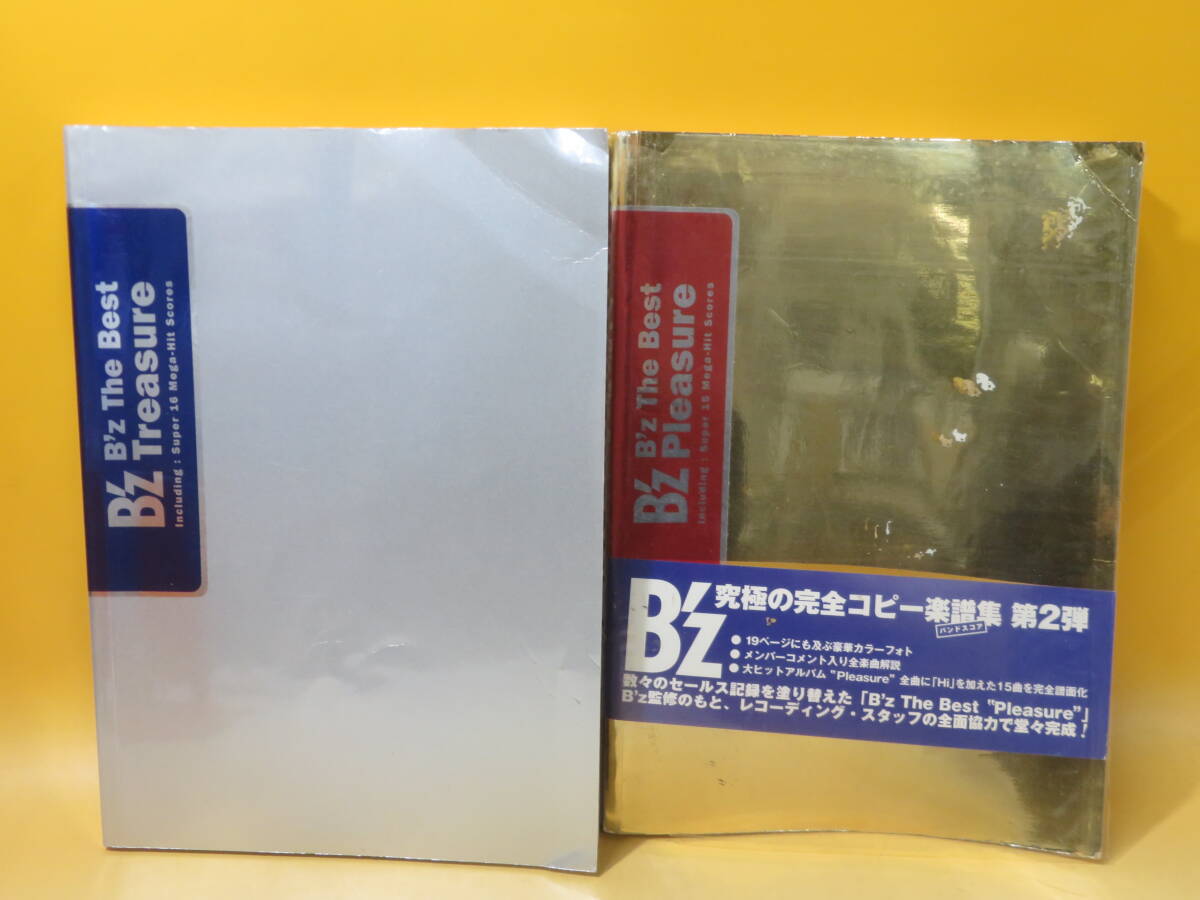 B'z The Best
B'z Treasure
Including : Super 16 Mega-Hit Scores
B'z The Best
B'z Pleasure
Including : Super 15 Mega-Hit Scores
B'z
究極の完全コピー楽譜集 第2弾
バンドスコア
● 19ページにも及ぶ豪華カラーフォト
● メンバーコメント入り全楽曲解説
● 大ヒットアルバム "Pleasure" 全曲に「Hi」を加えた15曲を完全譜面化
数々のセールス記録を塗り替えた「B'z The Best "Pleasure"」
B'z監修のもと、レコーディング・スタッフの全面協力で堂々完成！